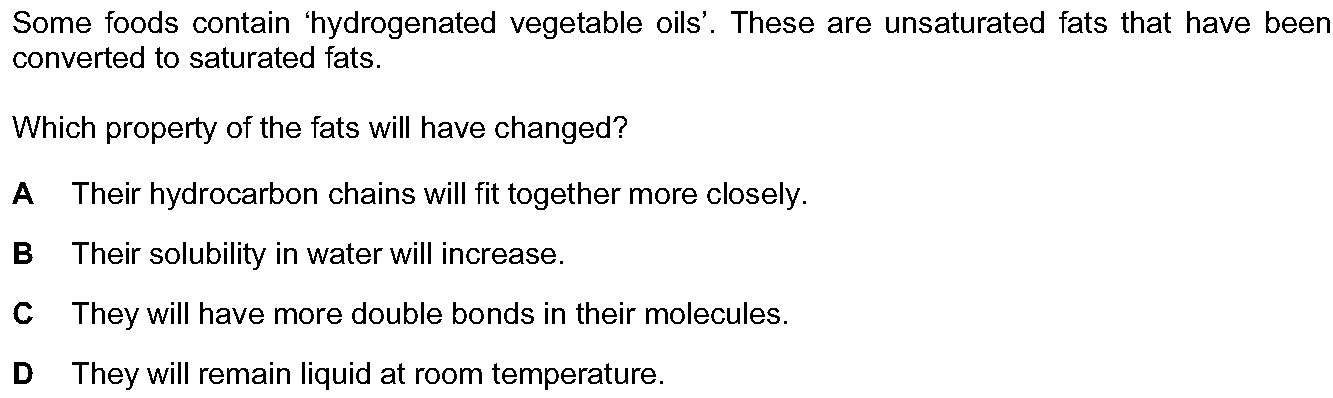 Some foods contain ‘hydrogenated vegetable oils’. These are unsaturated fats that have been
converted to saturated fats.
Which property of the fats will have changed?
A Their hydrocarbon chains will fit together more closely.
B Their solubility in water will increase.
C They will have more double bonds in their molecules.
D They will remain liquid at room temperature.